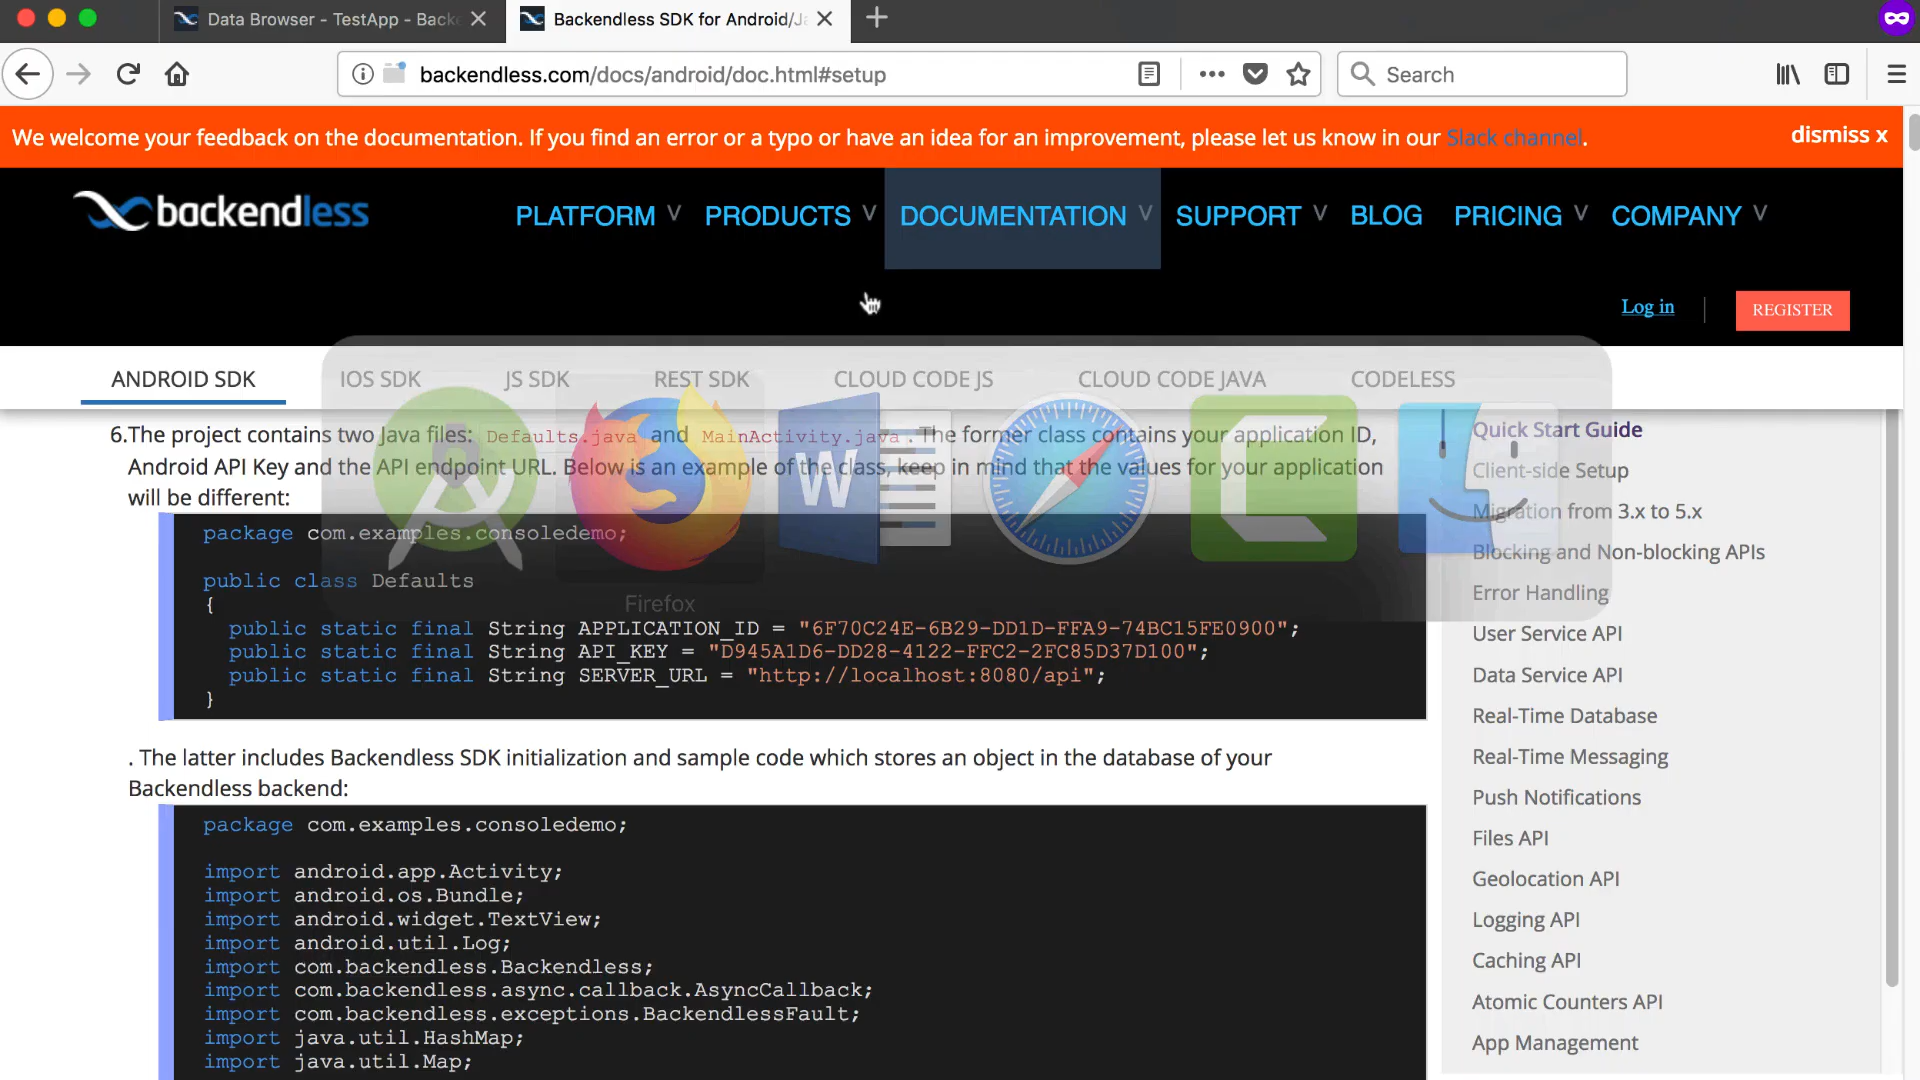 Data Browser - TestApp - Backe
Backendless SDK for Android/Ja
backendless.com/docs/android/doc.html#setup
Search
We welcome your feedback on the documentation. If you find an error or a typo or have an idea for an improvement, please let us know in our Slack channel.
dismiss x
backendless
PLATFORM V
PRODUCTS V
DOCUMENTATION V
SUPPORT V
BLOG
PRICING V
COMPANY V
Log in
REGISTER
ANDROID SDK
IOS SDK
JS SDK
REST SDK
CLOUD CODE JS
CLOUD CODE JAVA
CODELESS
6.The project contains two Java files: Defaults.java and MainActivity.java. The former class contains your application ID,
Android API Key and the API endpoint URL. Below is an example of the class, keep in mind that the values for your application
will be different:
W
Firefox
package com.examples.consoledemo;
public class Defaults
{
public static final String APPLICATION_ID = "6F70C24E-6B29-DD1D-FFA9-74BC15FE0900";
public static final String API_KEY = "D945A1D6-DD28-4122-FFC2-2FC85D37D100";
public static final String SERVER_URL = "http://localhost:8080/api";
}
. The latter includes Backendless SDK initialization and sample code which stores an object in the database of your
Backendless backend:
package com.examples.consoledemo;
import android.app.Activity;
import android.os.Bundle;
import android.widget.TextView;
import android.util.Log;
import com.backendless.Backendless;
import com.backendless.async.callback.AsyncCallback;
import com.backendless.exceptions.BackendlessFault;
import java.util.HashMap;
import java.util.Map;
Quick Start Guide
Client-side Setup
Migration from 3.x to 5.x
Blocking and Non-blocking APIs
Error Handling
User Service API
Data Service API
Real-Time Database
Real-Time Messaging
Push Notifications
Files API
Geolocation API
Logging API
Caching API
Atomic Counters API
App Management